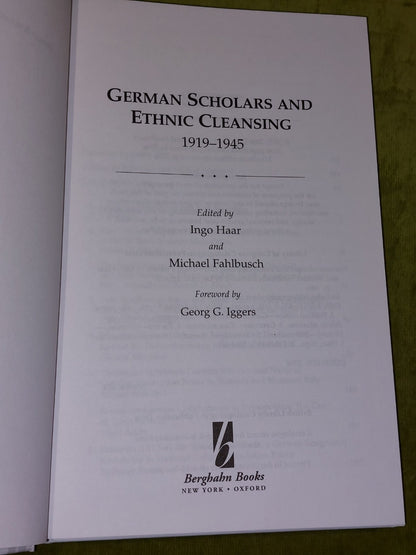 GERMAN SCHOLARS AND
ETHNIC CLEANSING
1919–1945
Edited by
Ingo Haar
and
Michael Fahlbusch
Foreword by
Georg G. Iggers
b
Berghahn Books
NEW YORK • OXFORD